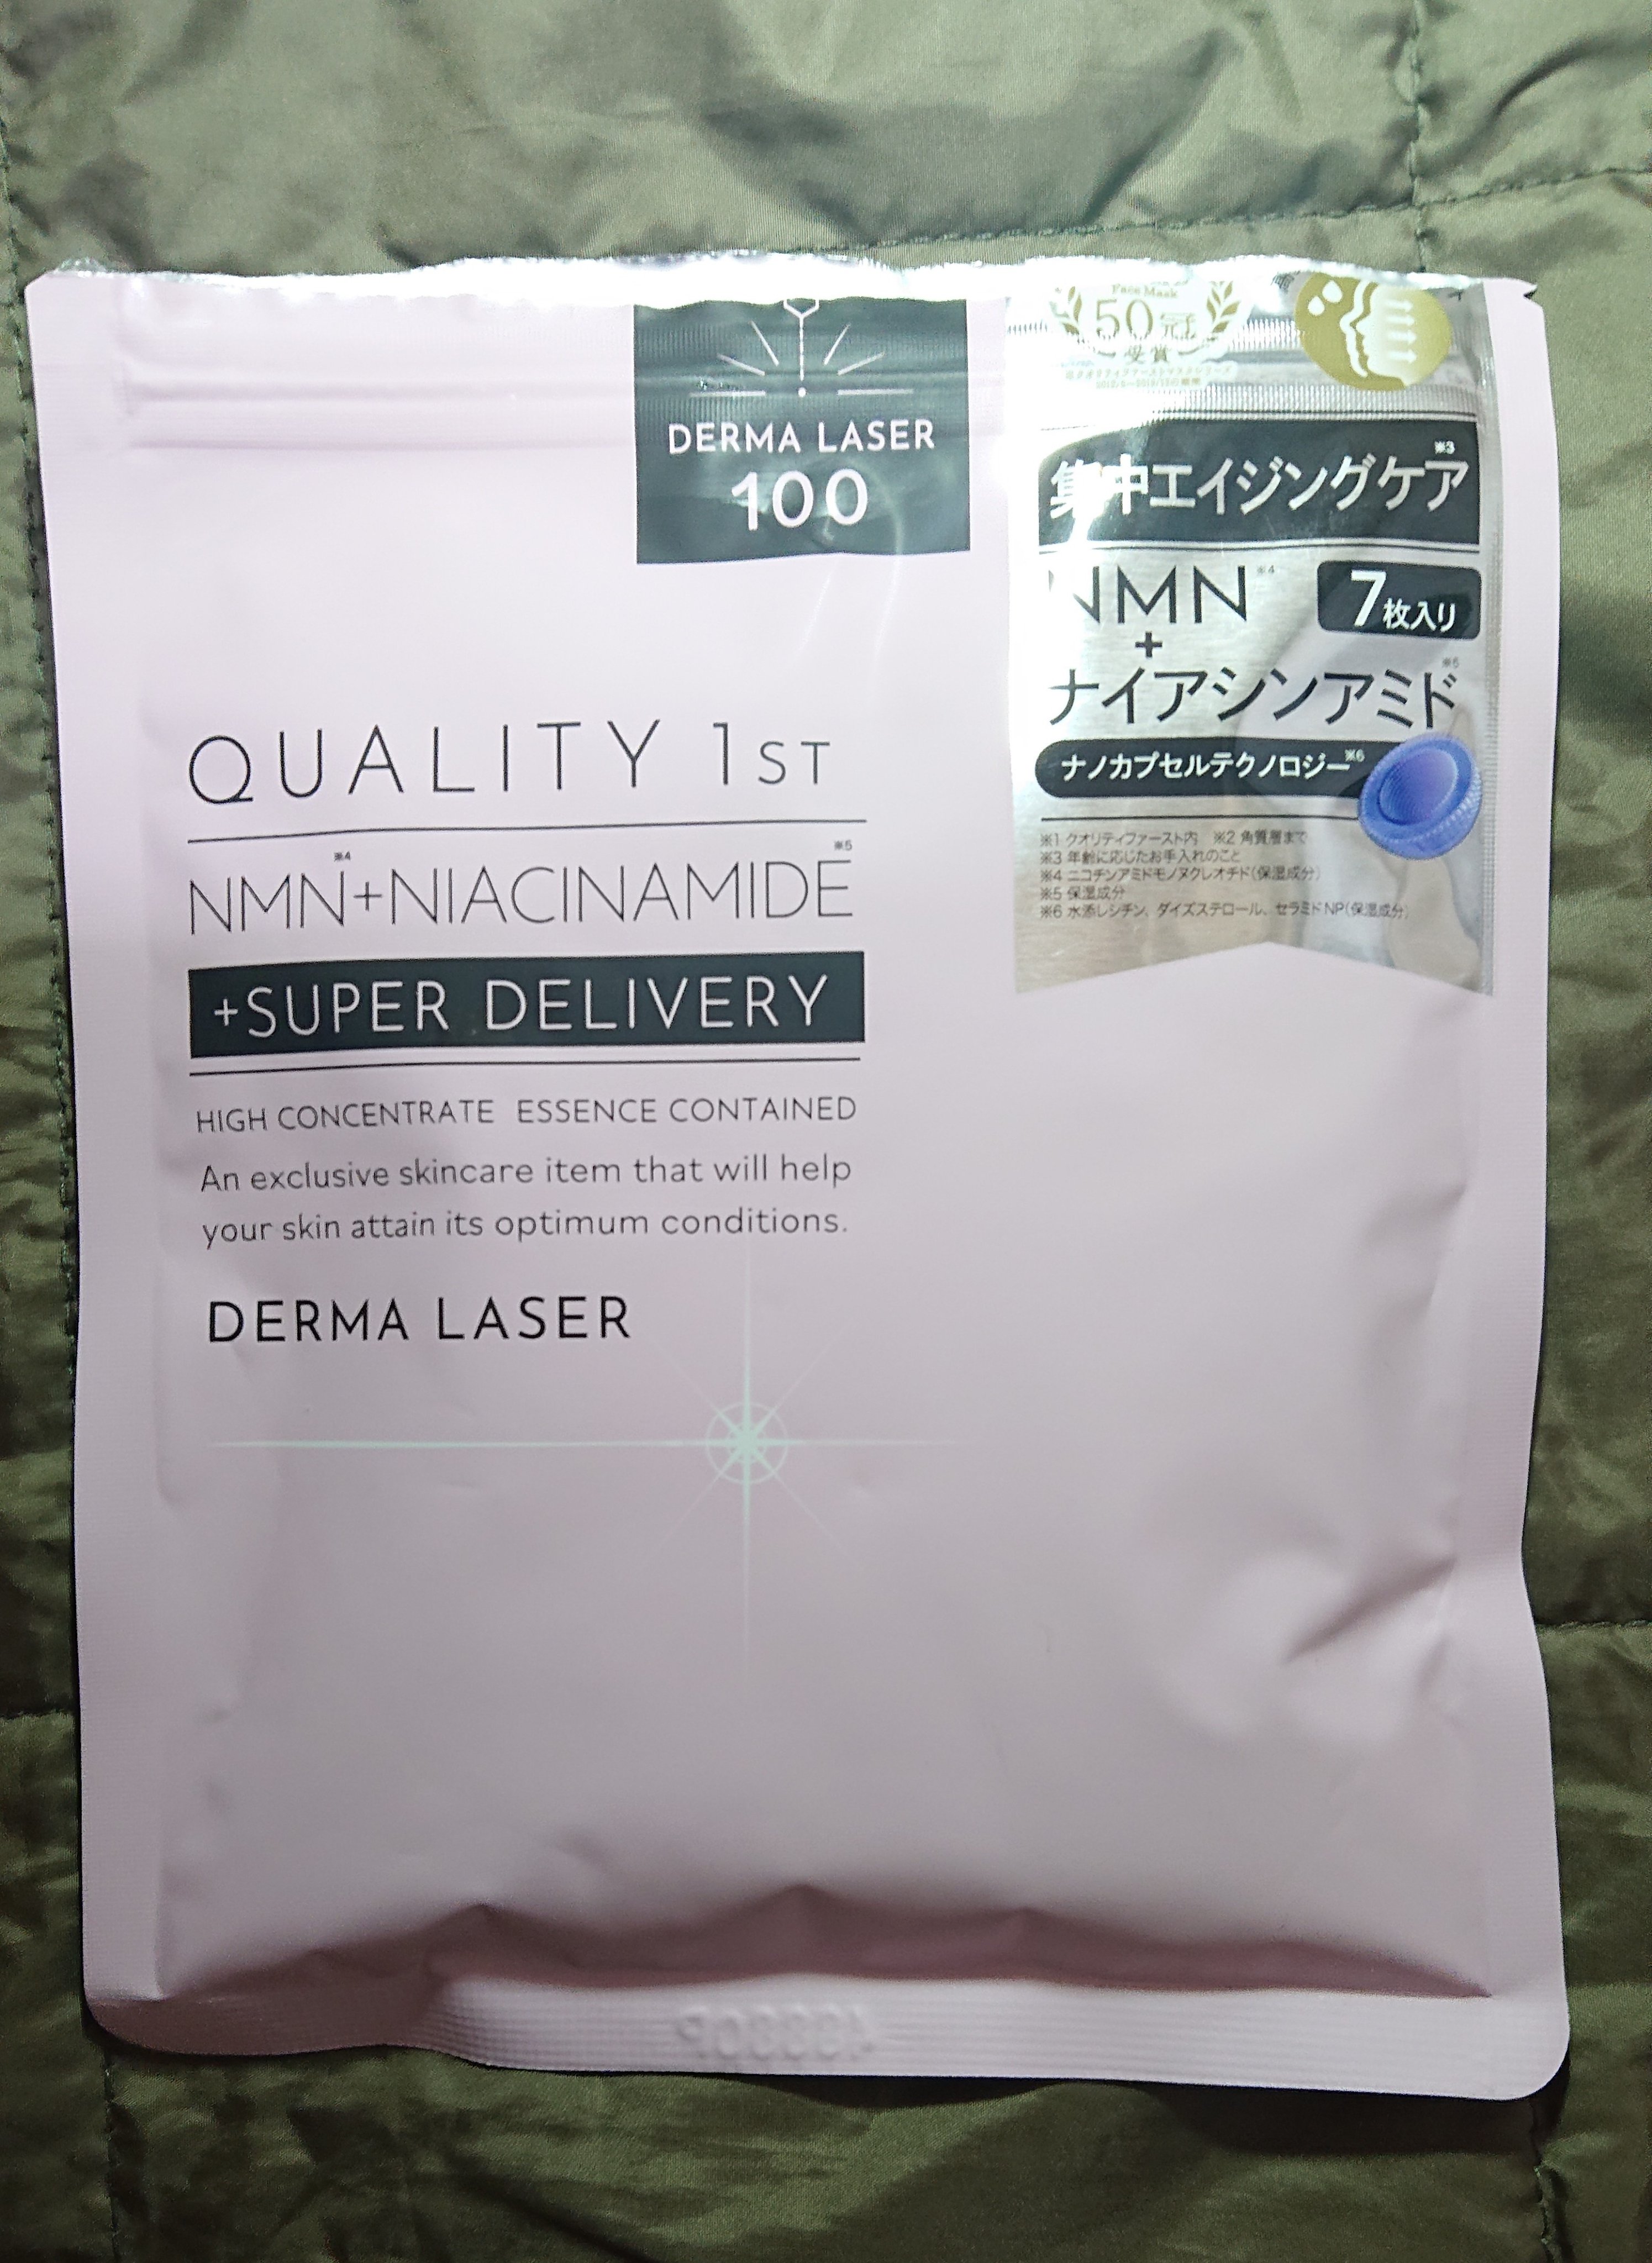 DERMA LASER
100
Face Mask
50冠
受賞
集中エイジングケア※3
NMN※4
7枚入り
+
ナイアシンアミド※5
ナノカプセルテクノロジー※6
※1 クオリティファースト内 ※2 角質層まで
※3 年齢に応じたお手入れのこと
※4 ニコチンアミドモノヌクレオチド(保湿成分)
※5 保湿成分
※6 水添レシチン、ダイズステロール、セラミドNP(保湿成分)
QUALITY 1ST
NMN※4+NIACINAMIDE※5
+SUPER DELIVERY
HIGH CONCENTRATE ESSENCE CONTAINED
An exclusive skincare item that will help
your skin attain its optimum conditions.
DERMA LASER